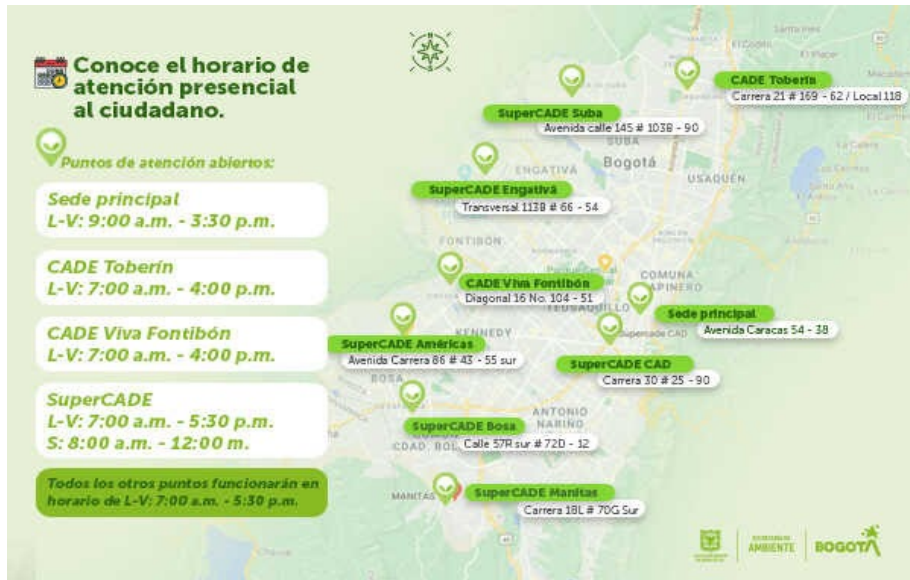 Conoce el horario de
atención presencial
al ciudadano.
Puntos de atención abiertos:
Sede principal
L-V: 9:00 a.m. - 3:30 p.m.
CADE Toberín
L-V: 7:00 a.m. - 4:00 p.m.
CADE Viva Fontibón
L-V: 7:00 a.m. - 4:00 p.m.
SuperCADE
L-V: 7:00 a.m. - 5:30 p.m.
S: 8:00 a.m. - 12:00 m.
Todos los otros puntos funcionarán en
horario de L-V: 7:00 a.m. - 5:30 p.m.
N
S
CADE Toberín
Carrera 21 # 169 - 62 / Local 118
SuperCADE Suba
Avenida calle 145 # 103B - 90
SUBA
Bogotá
ENGATIVÁ
USAQUÉN
SuperCADE Engativá
Transversal 113B # 66 - 54
FONTIBÓN
CADE Viva Fontibón
Diagonal 16 No. 104 - 51
COMUNA
TEUSAQUILLO
Sede principal
Avenida Caracas 54 - 38
Supercade CAD
KENNEDY
SuperCADE Américas
Avenida Carrera 86 # 43 - 55 sur
SuperCADE CAD
Carrera 30 # 25 - 90
BOSA
SuperCADE Bosa
Calle 57R sur # 72D - 12
ANTONIO
NARIÑO
MANITAS
SuperCADE Manitas
Carrera 18L # 70G Sur
SECRETARÍA DE
AMBIENTE
BOGOTÁ